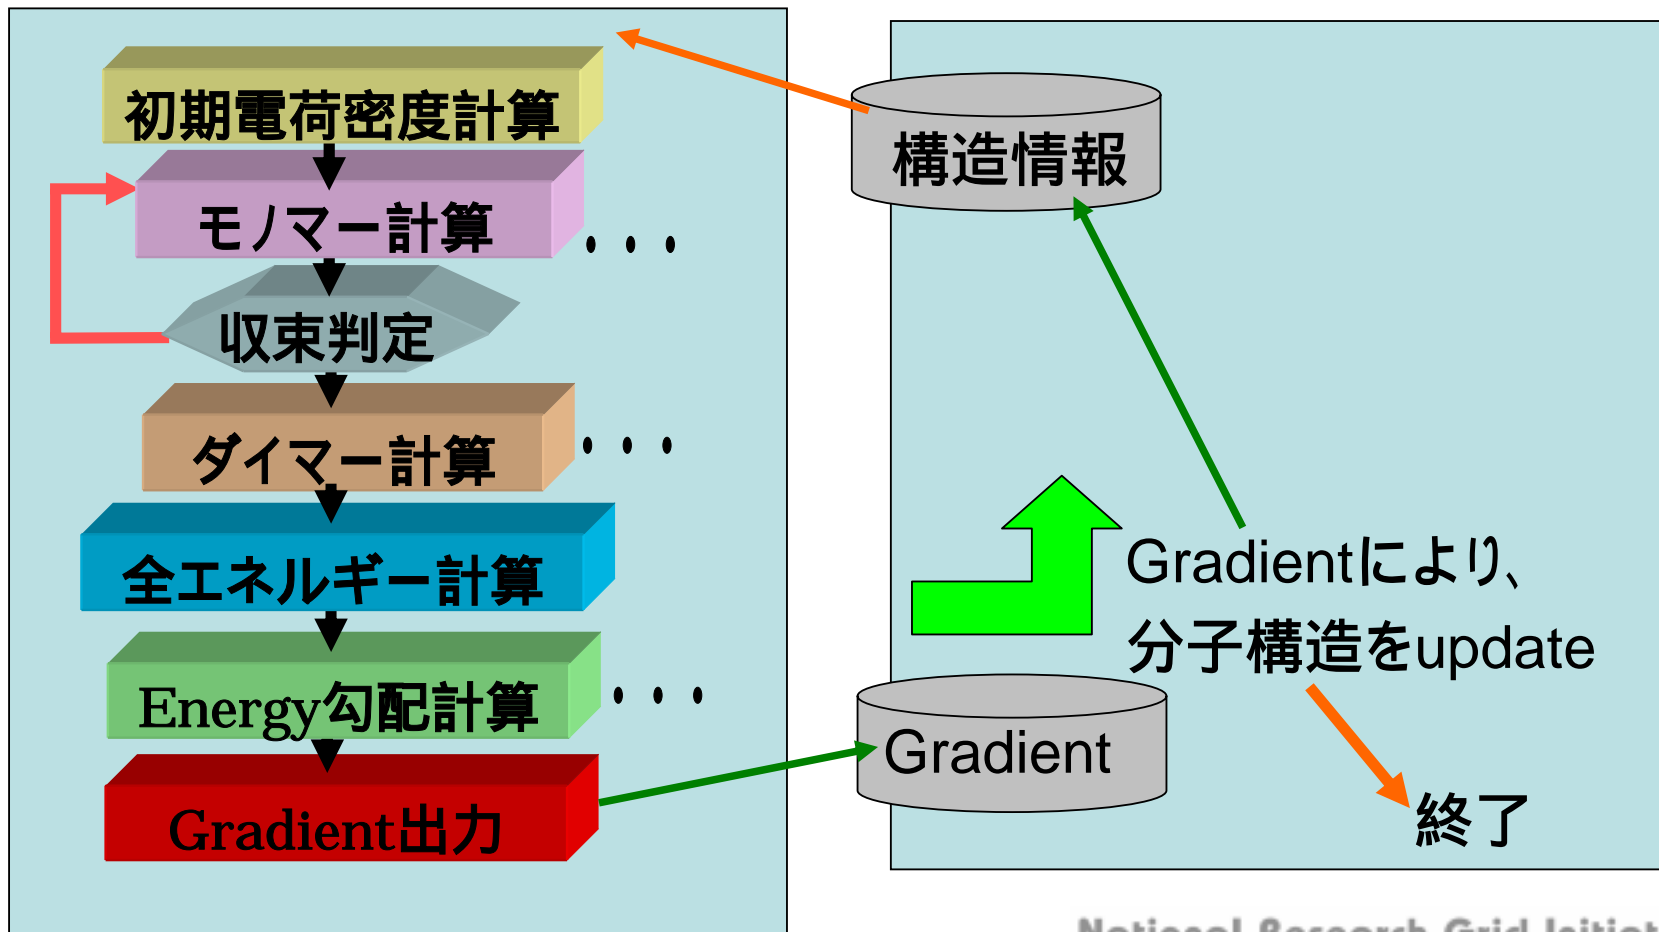 初期電荷密度計算
モノマー計算
・・・
収束判定
ダイマー計算
・・・
全エネルギー計算
Energy勾配計算
・・・
Gradient出力
構造情報
Gradientにより、
分子構造をupdate
Gradient
終了
National Research Grid Initiat